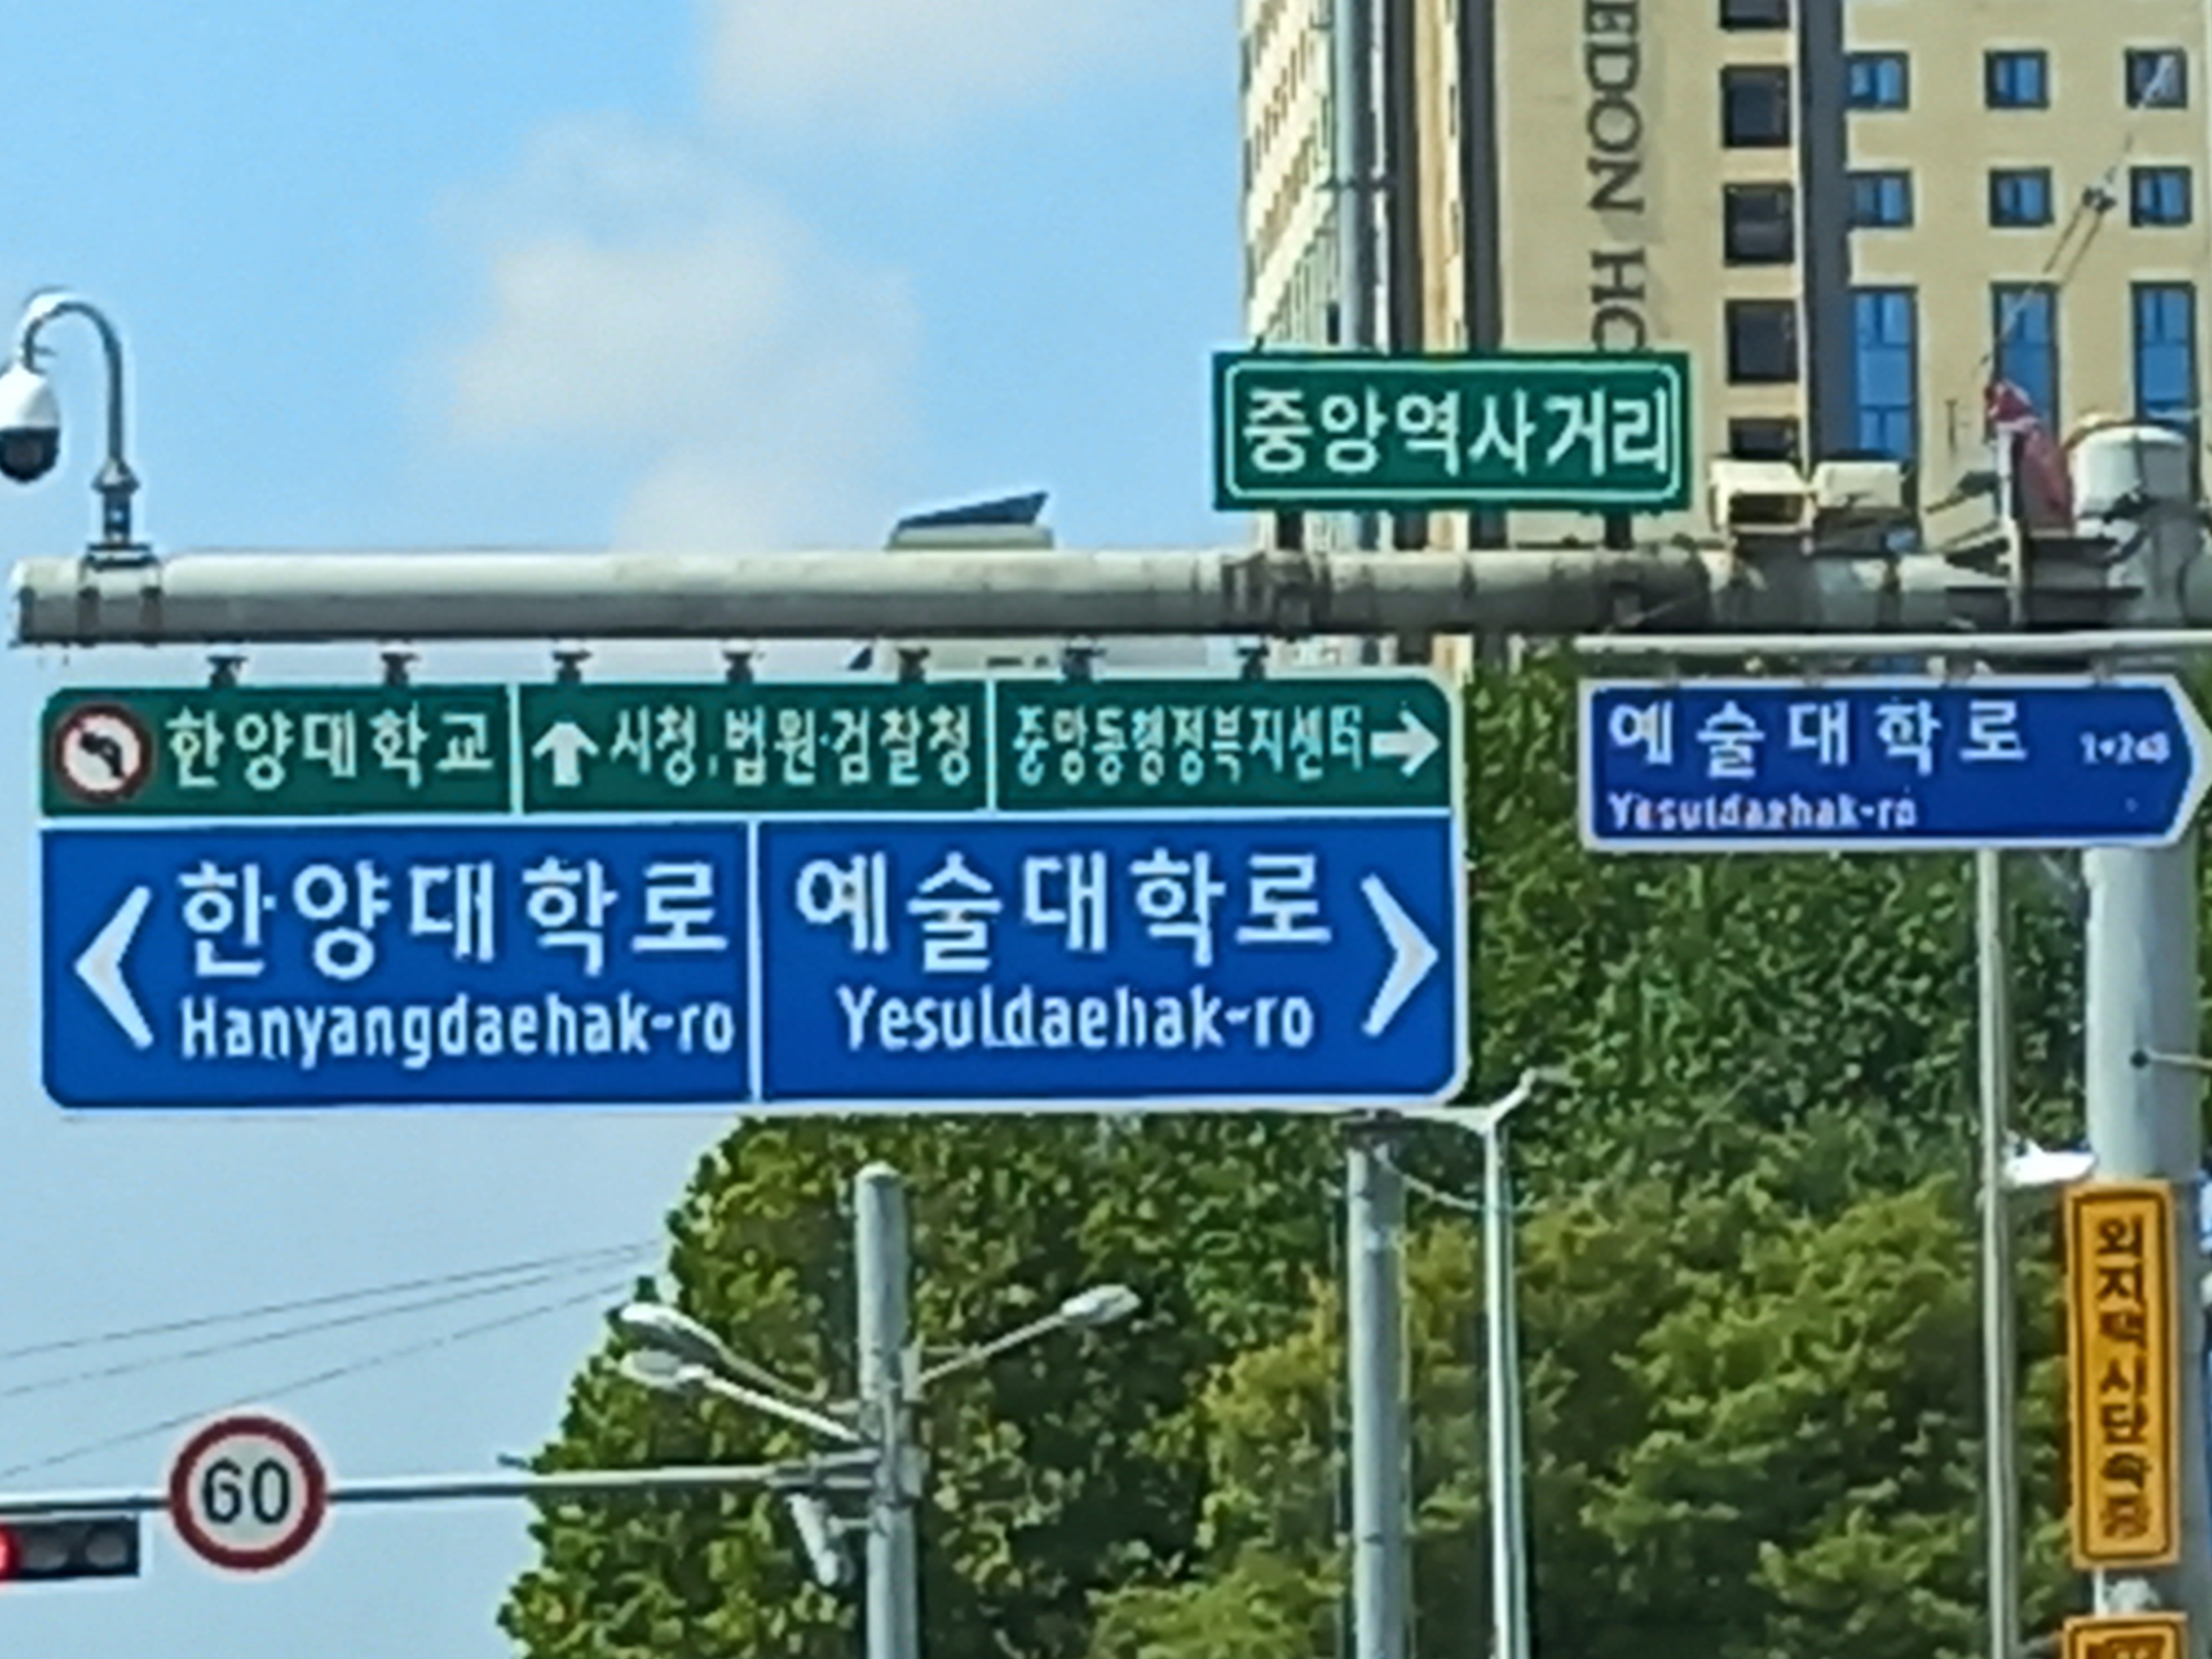 EDON HO
중앙역사거리
한양대학교
시청,법원·검찰청
중앙동행정복지센터
한양대학로
Hanyangdaehak-ro
예술대학로
Yesuldaehak-ro
예술대학로
Yesuldaehak-ro
60
외지택시단속중